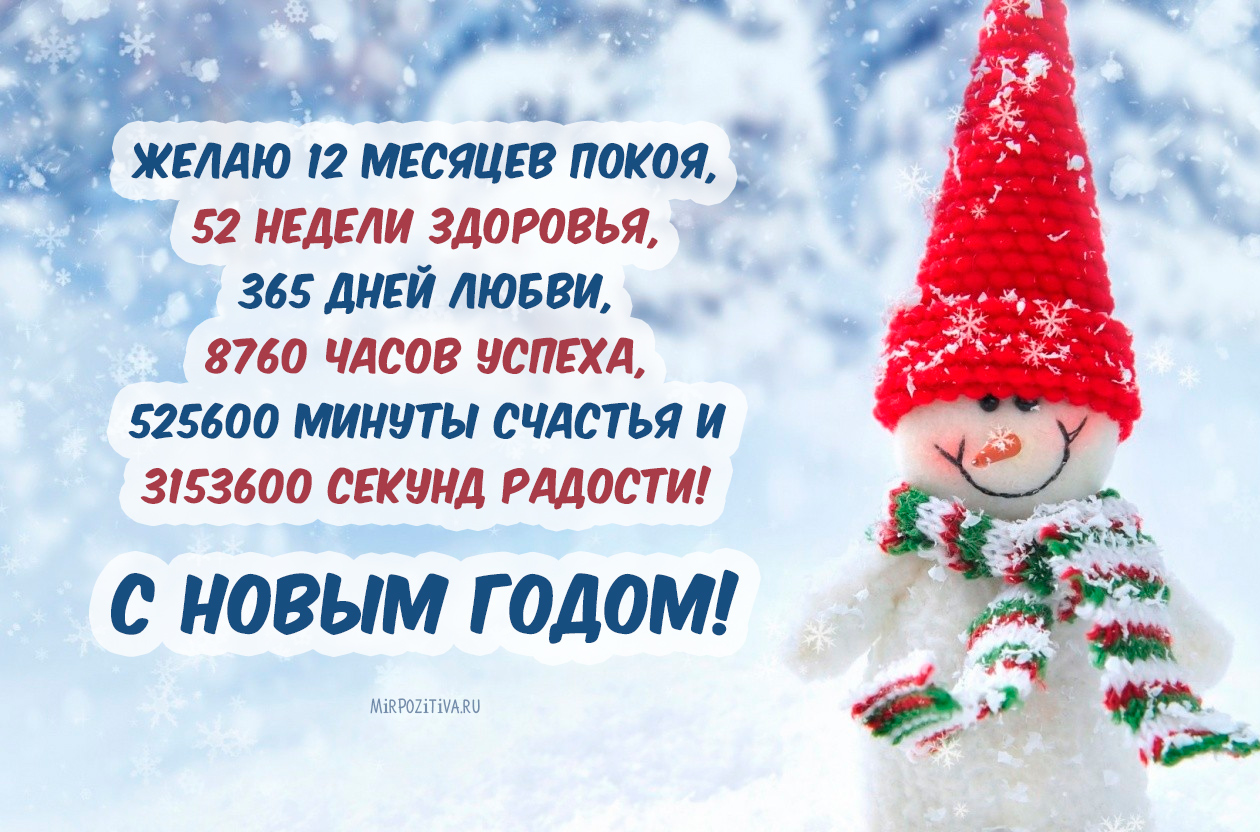 ЖЕЛАЮ 12 МЕСЯЦЕВ ПОКОЯ,
52 НЕДЕЛИ ЗДОРОВЬЯ,
365 ДНЕЙ ЛЮБВИ,
8760 ЧАСОВ УСПЕХА,
525600 МИНУТЫ СЧАСТЬЯ И
3153600 СЕКУНД РАДОСТИ!
С НОВЫМ ГОДОМ!
MIRPOZITIVA.RU